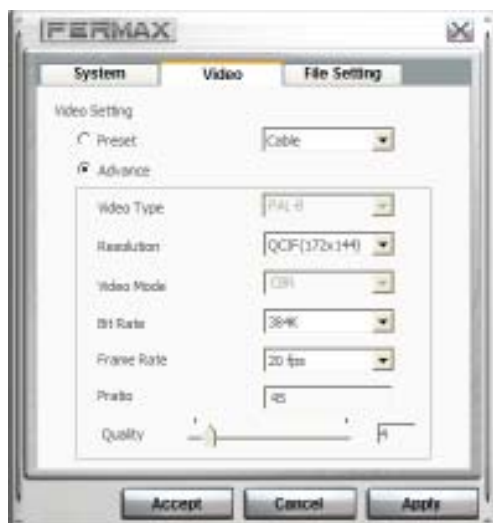 FERMAX
System Video File Setting
Video Setting
Preset Cable
Advance
Video Type PAL-B
Resolution QCIF(172x144)
Video Mode CBR
Bit Rate 384K
Frame Rate 20 fps
Pratio 45
Quality 4
Accept Cancel Apply